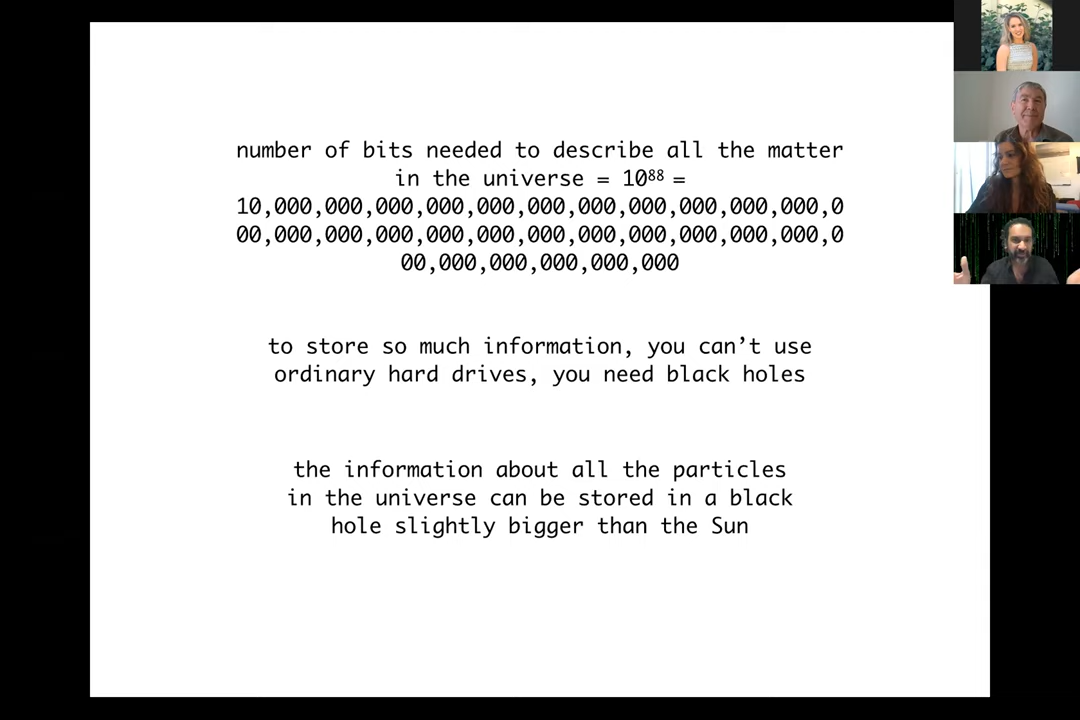 number of bits needed to describe all the matter
in the universe = 10⁸⁸ =
10,000,000,000,000,000,000,000,000,000,000,000,0
00,000,000,000,000,000,000,000,000,000,000,000,0
00,000,000,000,000,000
to store so much information, you can’t use
ordinary hard drives, you need black holes
the information about all the particles
in the universe can be stored in a black
hole slightly bigger than the Sun